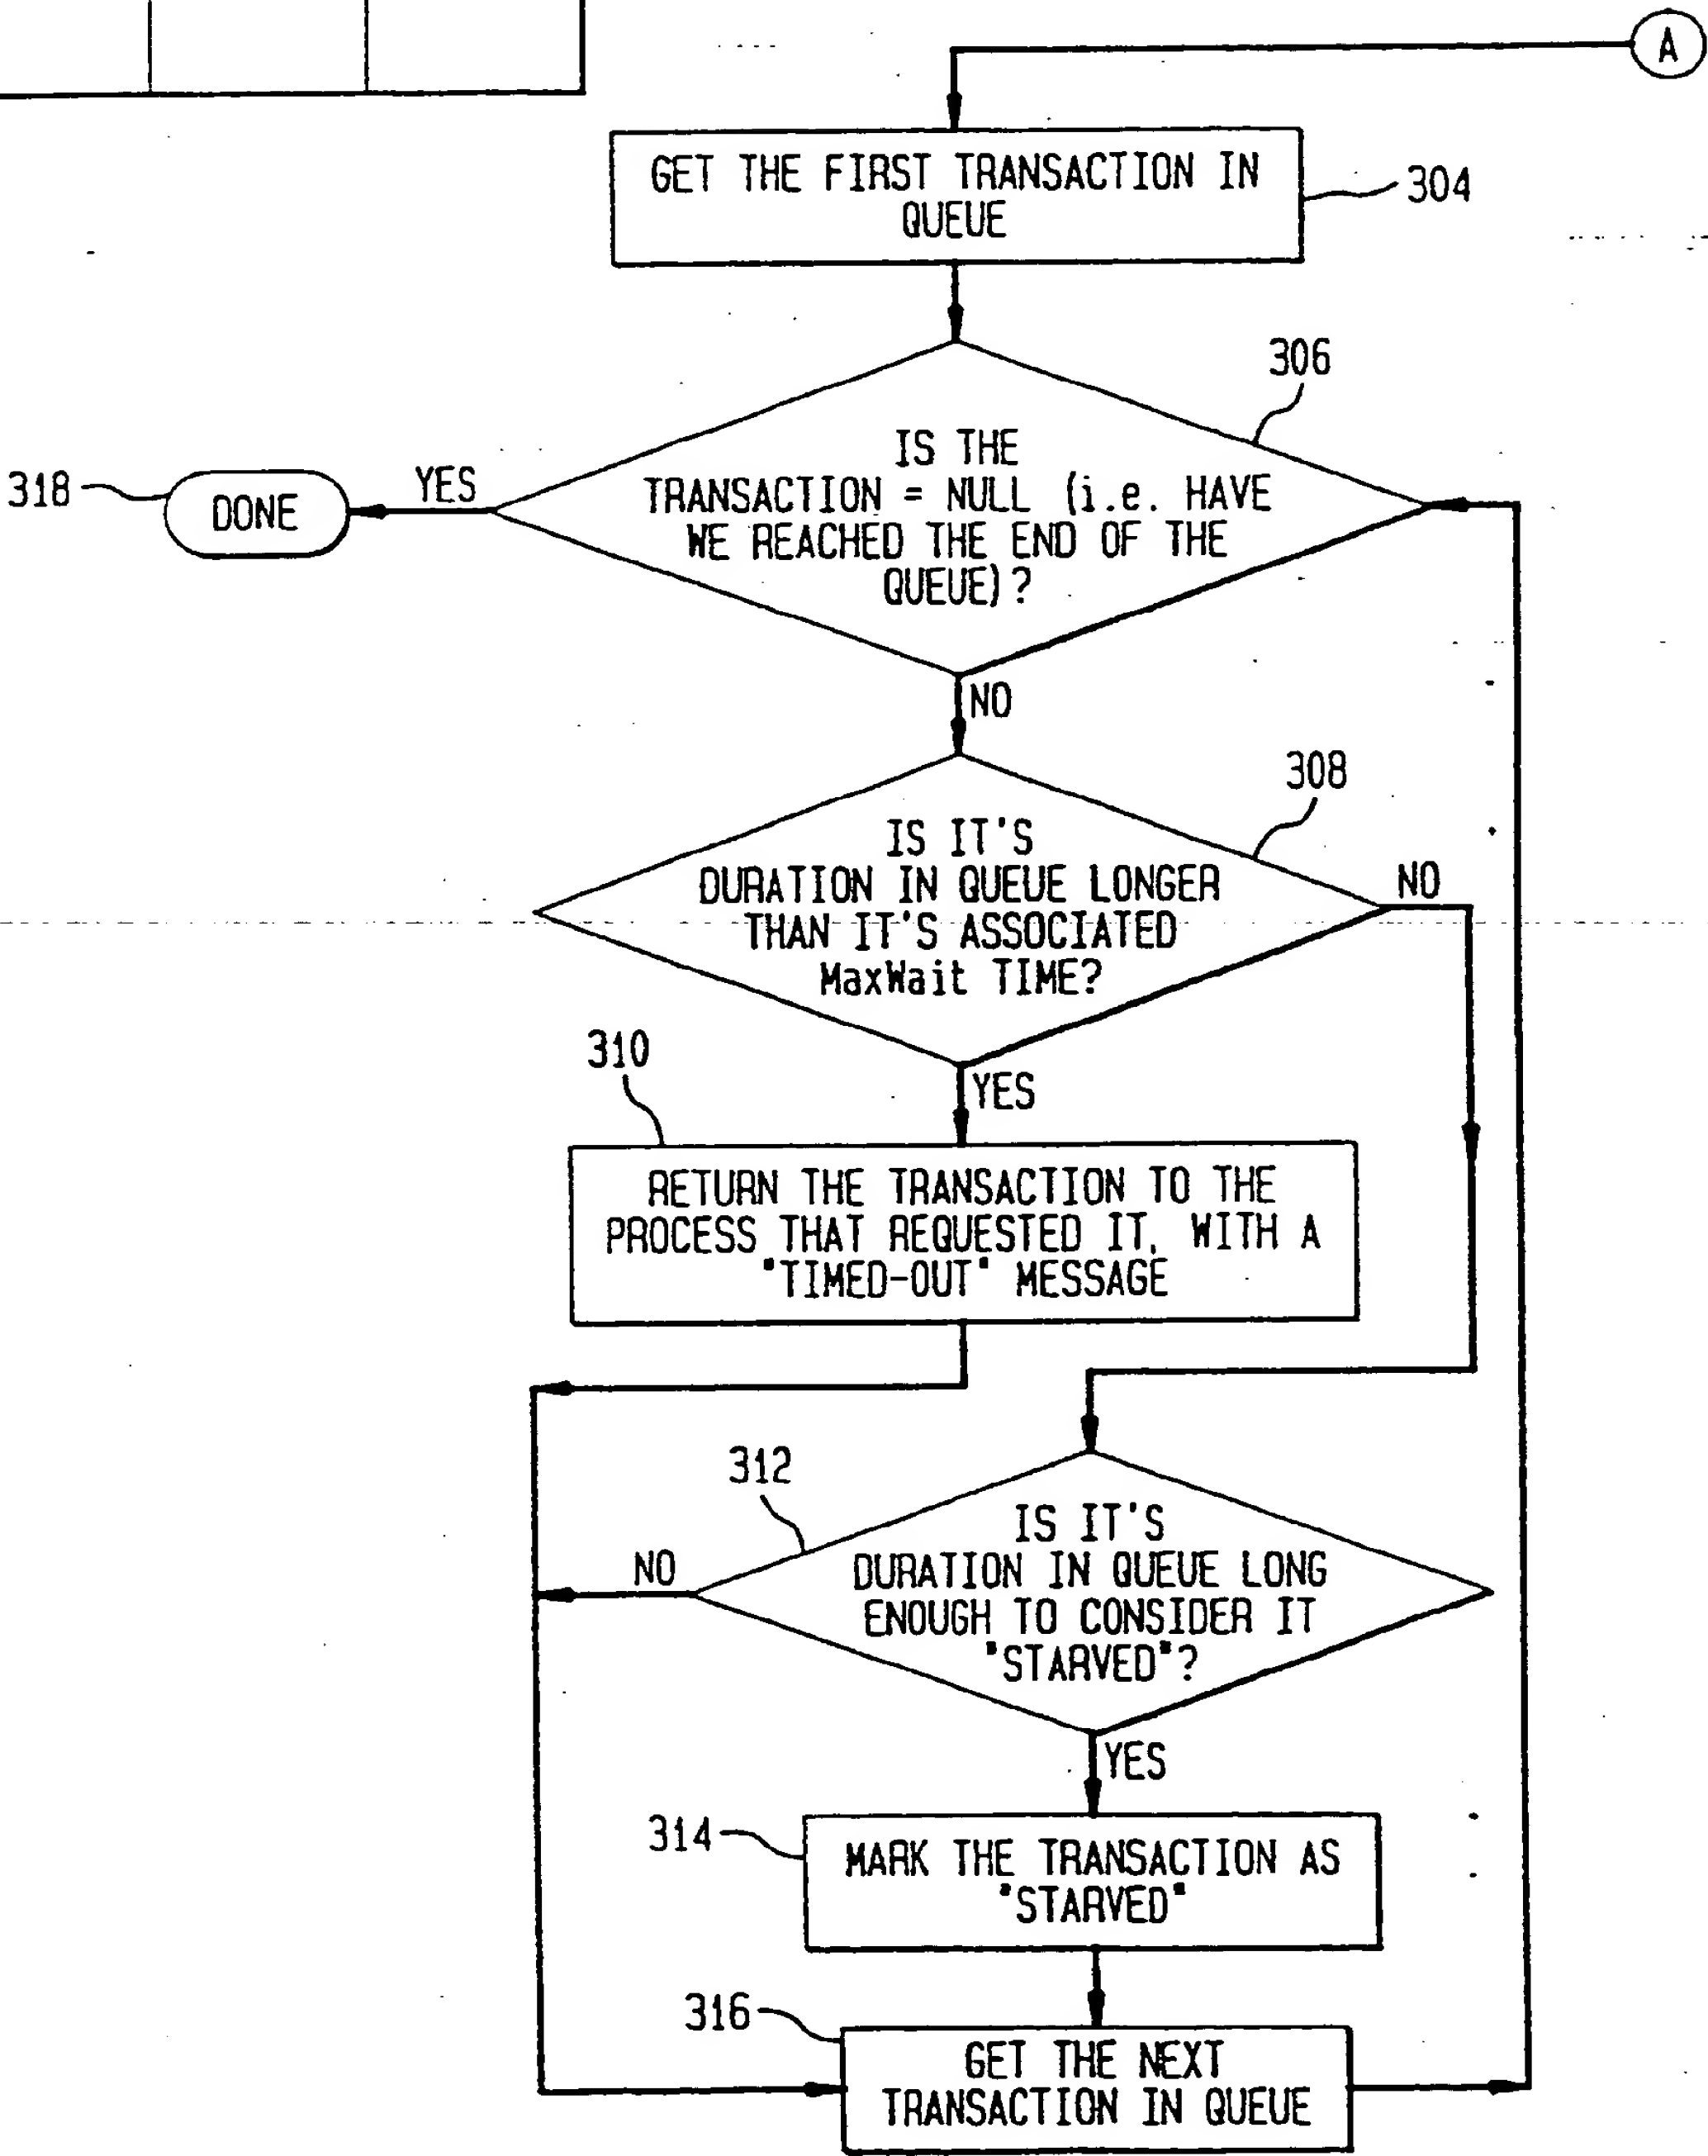 A
GET THE FIRST TRANSACTION IN
QUEUE
304
306
IS THE
TRANSACTION = NULL (i.e. HAVE
WE REACHED THE END OF THE
QUEUE)?
YES
318
DONE
NO
308
IS IT'S
DURATION IN QUEUE LONGER
THAN IT'S ASSOCIATED
MaxWait TIME?
NO
YES
310
RETURN THE TRANSACTION TO THE
PROCESS THAT REQUESTED IT, WITH A
"TIMED-OUT" MESSAGE
312
IS IT'S
DURATION IN QUEUE LONG
ENOUGH TO CONSIDER IT
"STARVED"?
NO
YES
314
MARK THE TRANSACTION AS
"STARVED"
316
GET THE NEXT
TRANSACTION IN QUEUE